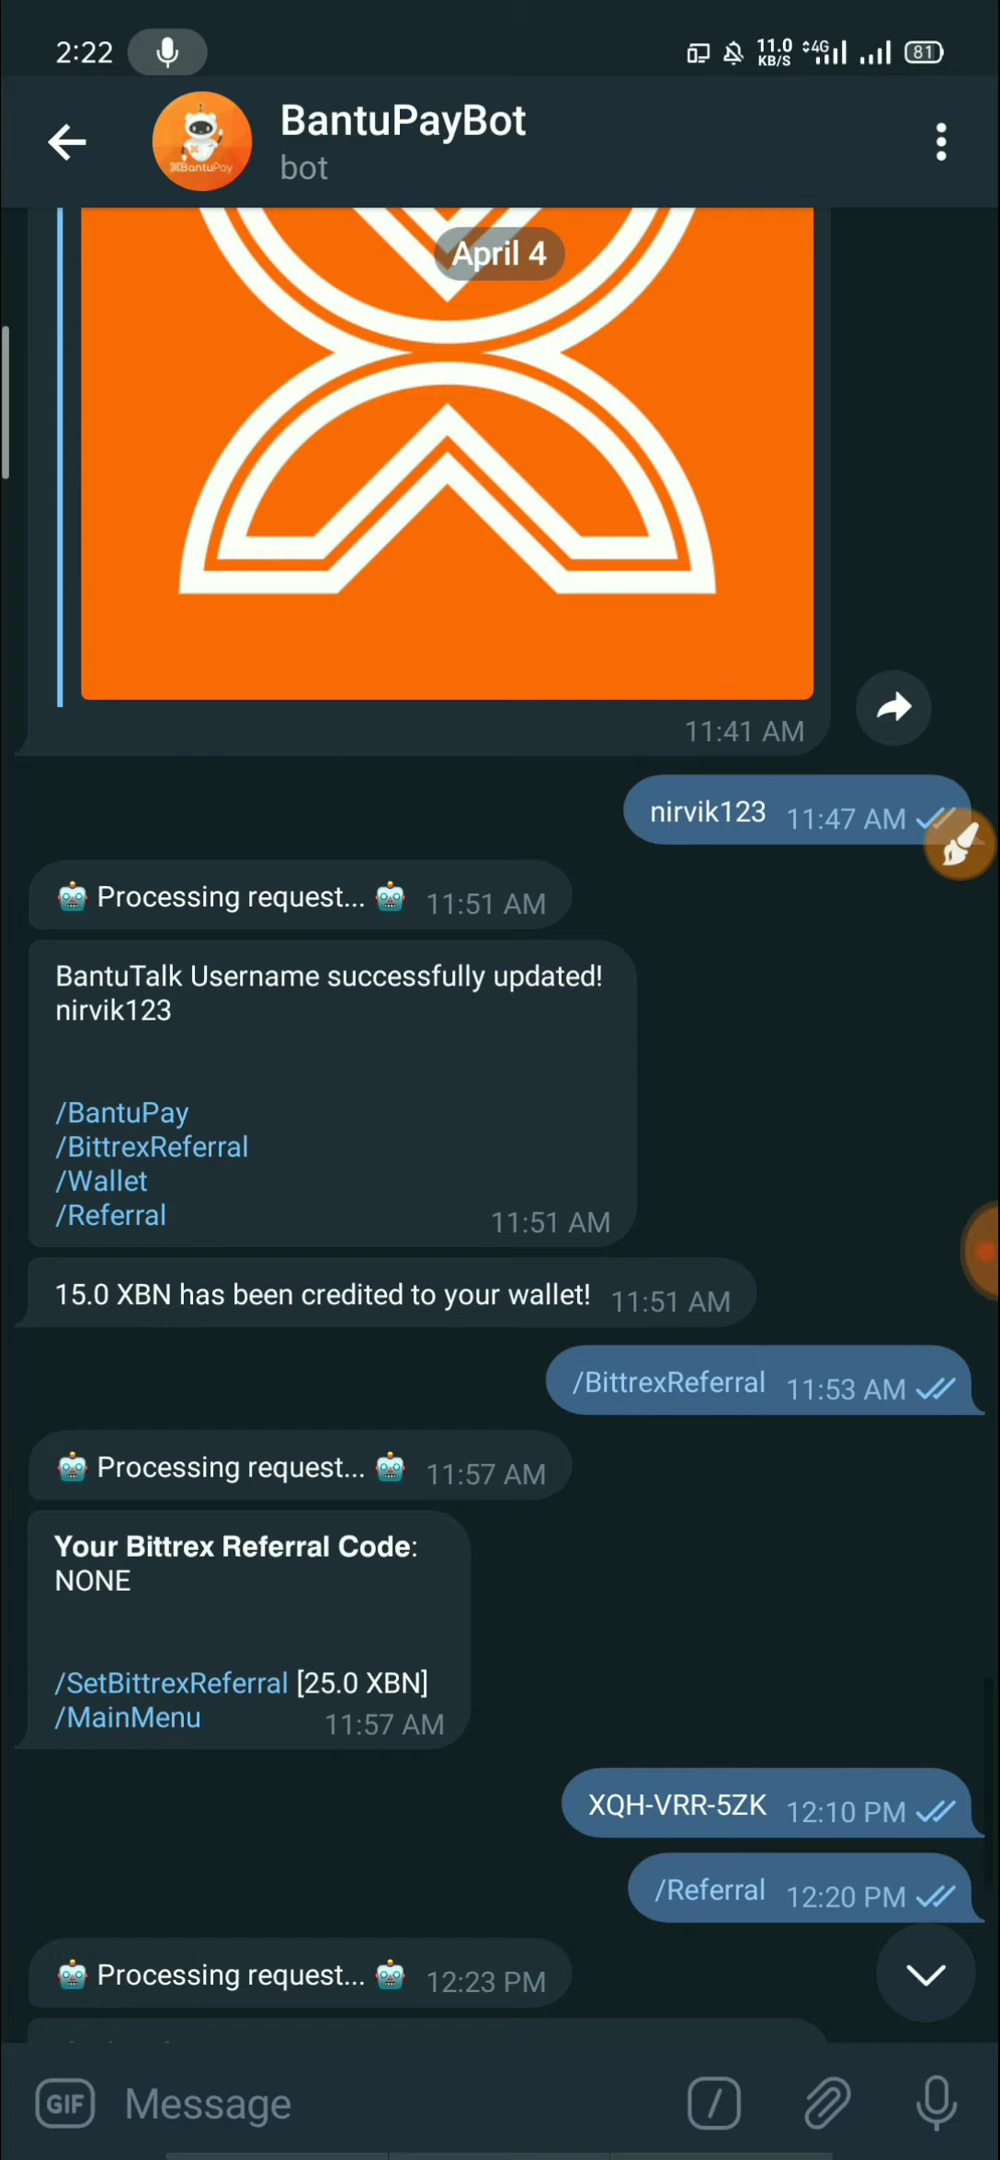 2:22
11.0
KB/S
4G
81
BantuPayBot
BantuPay
bot
April 4
11:41 AM
nirvik123 11:47 AM
Processing request... 11:51 AM
BantuTalk Username successfully updated!
nirvik123
/BantuPay
/BittrexReferral
/Wallet
/Referral
11:51 AM
15.0 XBN has been credited to your wallet! 11:51 AM
/BittrexReferral 11:53 AM
Processing request... 11:57 AM
Your Bittrex Referral Code:
NONE
/SetBittrexReferral [25.0 XBN]
/MainMenu 11:57 AM
XQH-VRR-5ZK 12:10 PM
/Referral 12:20 PM
Processing request... 12:23 PM
GIF Message /